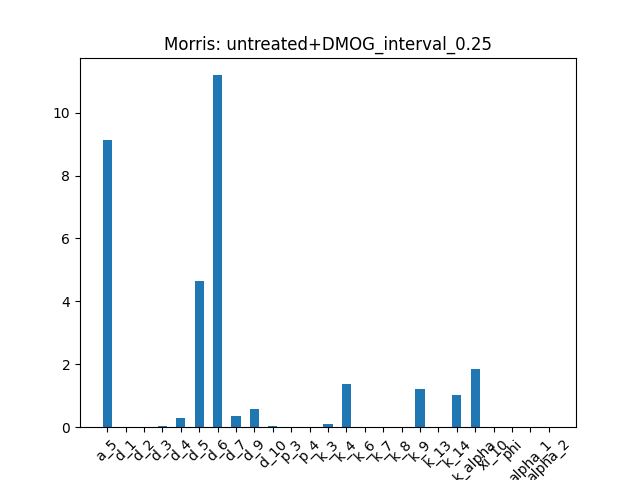 Morris: untreated+DMOG_interval_0.25
10
8
6
4
2
0
a_5
d_1
d_2
d_3
d_4
d_5
d_6
d_7
d_9
d_10
p_3
p_4
k_3
k_4
k_6
k_7
k_8
k_9
k_13
k_14
k_alpha
xi_10
phi
alpha_1
alpha_2